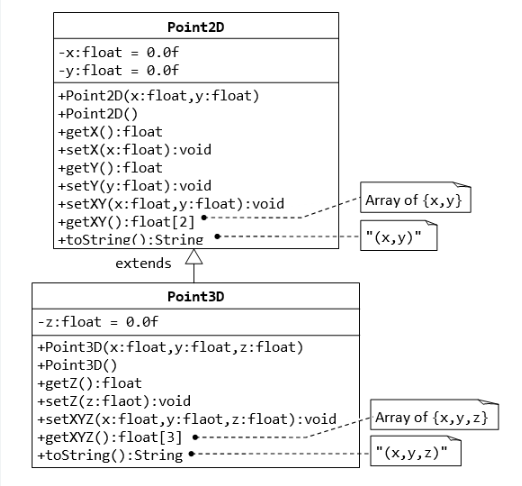 Point2D
-x:float = 0.0f
-y:float = 0.0f
+Point2D(x:float,y:float)
+Point2D()
+getX():float
+setX(x:float):void
+getY():float
+setY(y:float):void
+setXY(x:float,y:float):void
+getXY():float[2]
Array of {x,y}
+toString():String
"(x,y)"
extends
Point3D
-z:float = 0.0f
+Point3D(x:float,y:float,z:float)
+Point3D()
+getZ():float
+setZ(z:flaot):void
+setXYZ(x:float,y:flaot,z:float):void
+getXYZ():float[3]
Array of {x,y,z}
+toString():String
"(x,y,z)"